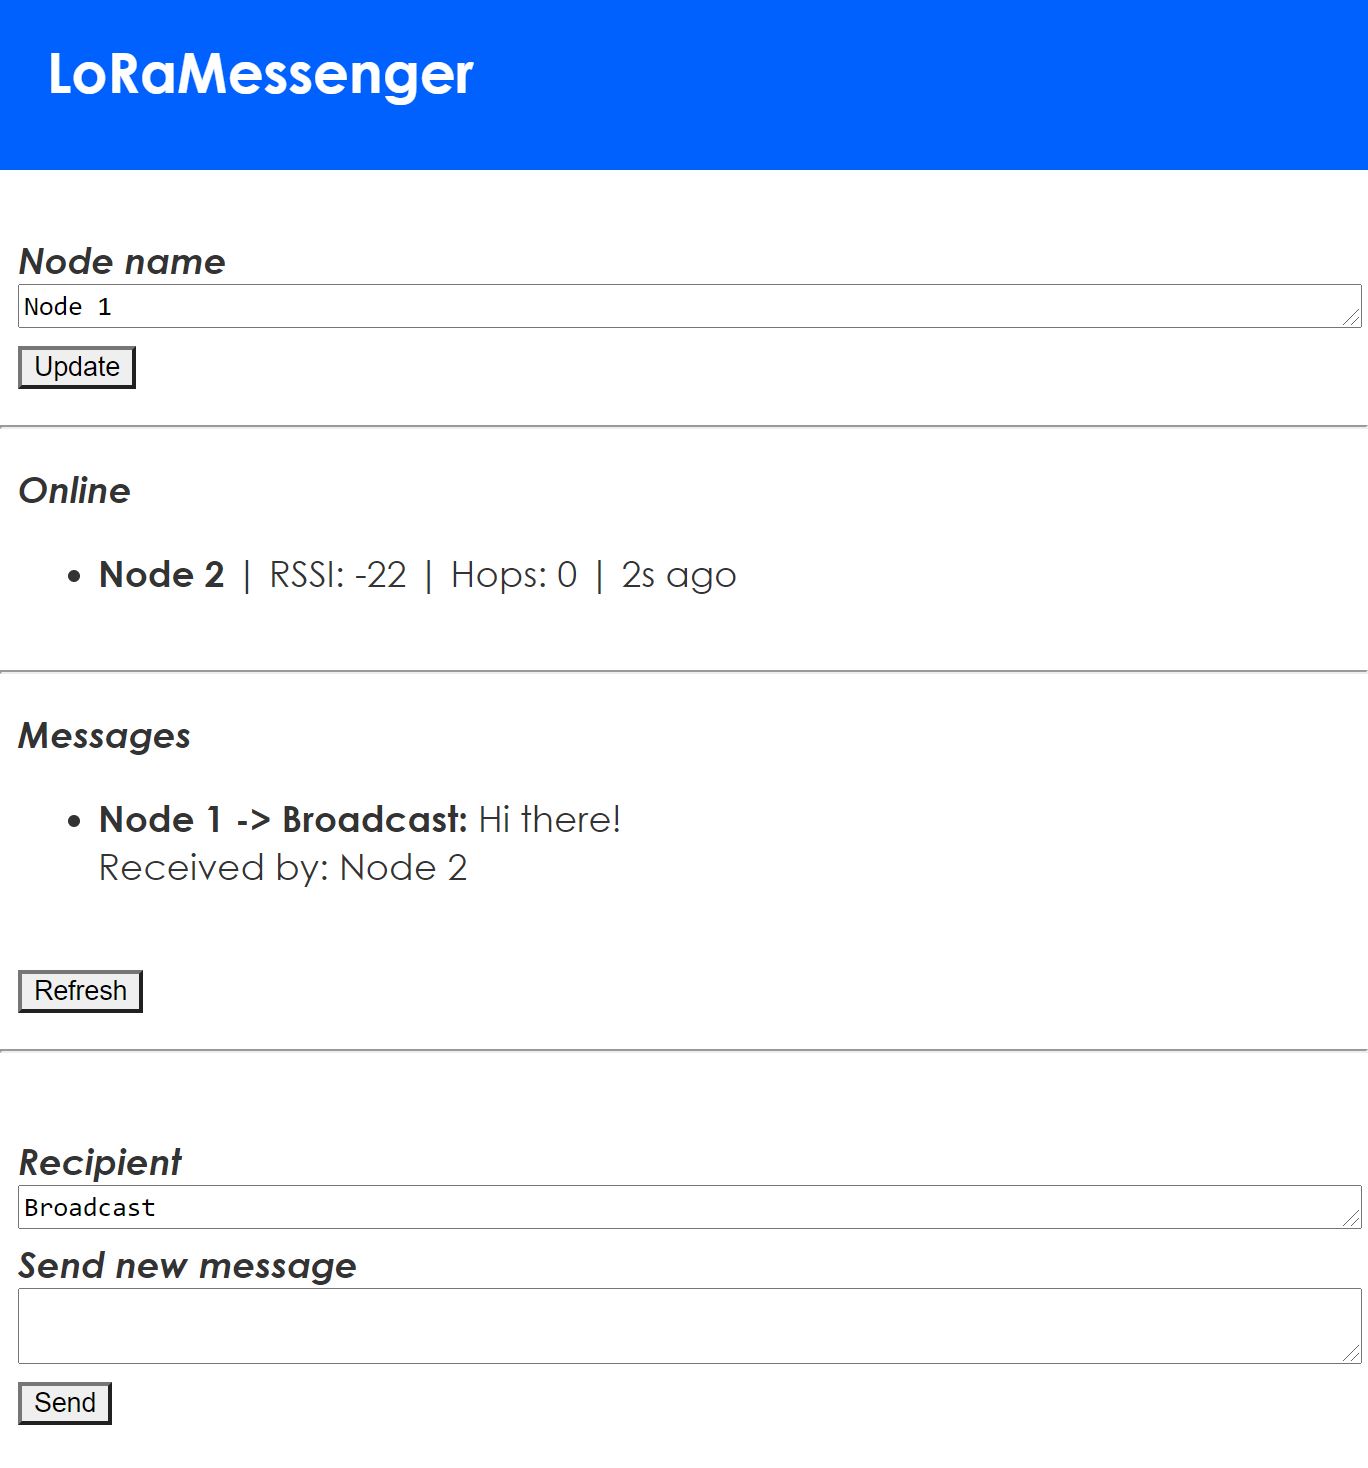 LoRaMessenger
Node name
Node 1
Update
Online
Node 2 | RSSI: -22 | Hops: 0 | 2s ago
Messages
Node 1 -> Broadcast: Hi there!
Received by: Node 2
Refresh
Recipient
Broadcast
Send new message
Send